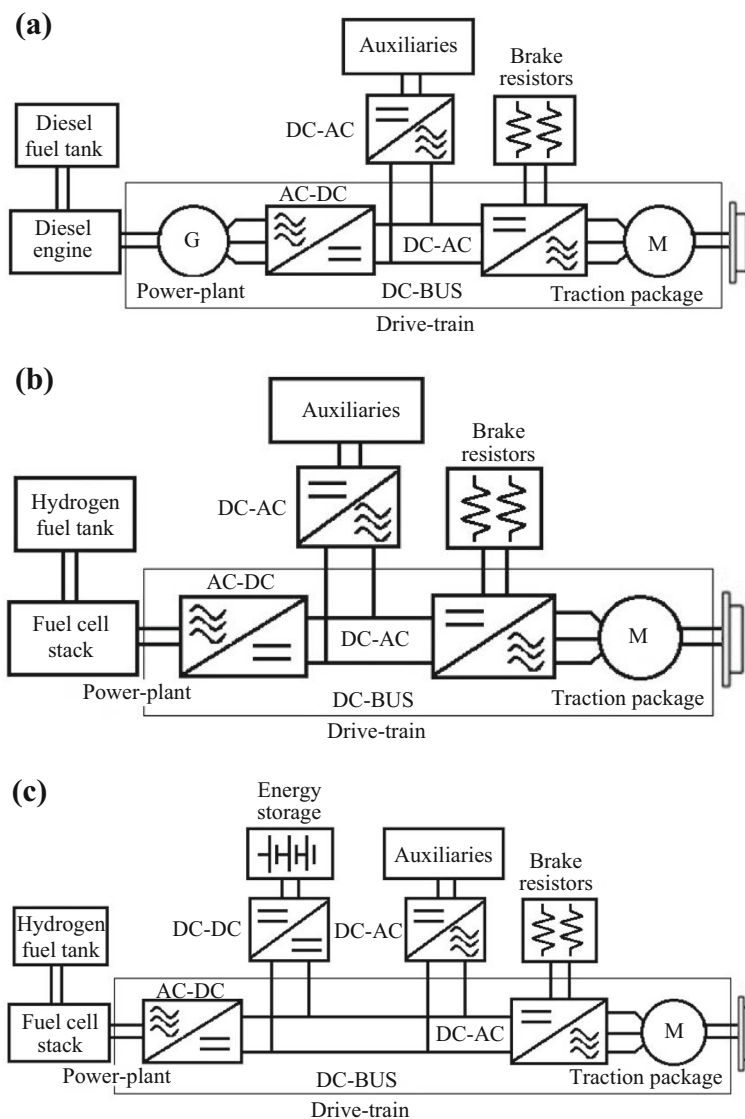 (a)
Auxiliaries
Brake
resistors
Diesel
fuel tank
DC-AC
AC-DC
Diesel
engine
G
DC-AC
M
Power-plant
DC-BUS
Traction package
Drive-train
(b)
Auxiliaries
Brake
resistors
Hydrogen
fuel tank
DC-AC
AC-DC
Fuel cell
stack
DC-AC
M
Power-plant
DC-BUS
Traction package
Drive-train
(c)
Energy
storage
Auxiliaries
Brake
resistors
Hydrogen
fuel tank
DC-DC
DC-AC
AC-DC
Fuel cell
stack
DC-AC
M
Power-plant
DC-BUS
Traction package
Drive-train